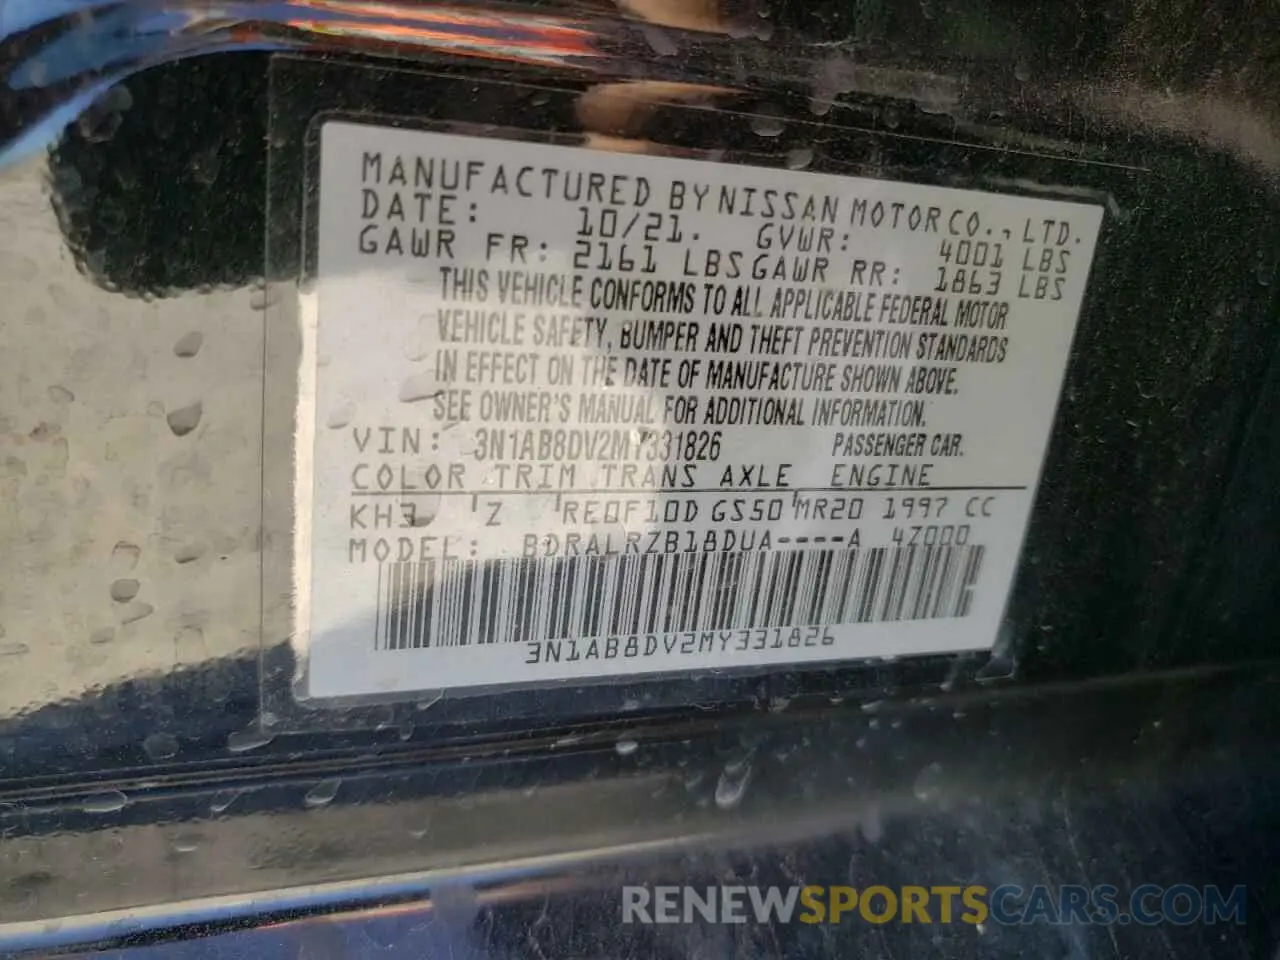 MANUFACTURED BY NISSAN MOTOR CO., LTD.
DATE: 10/21. GVWR: 4001 LBS
GAWR FR: 2161 LBS GAWR RR: 1863 LBS
THIS VEHICLE CONFORMS TO ALL APPLICABLE FEDERAL MOTOR
VEHICLE SAFETY, BUMPER AND THEFT PREVENTION STANDARDS
IN EFFECT ON THE DATE OF MANUFACTURE SHOWN ABOVE.
SEE OWNER'S MANUAL FOR ADDITIONAL INFORMATION.
VIN: 3N1AB8DV2MY331826 PASSENGER CAR.
COLOR TRIM TRANS AXLE ENGINE
KH3 Z RE0F10D GS50 MR20 1997 CC
MODEL: BDRALRZB18DUA----A 4Z000
3N1AB8DV2MY331826
RENEWSPORTSCARS.COM